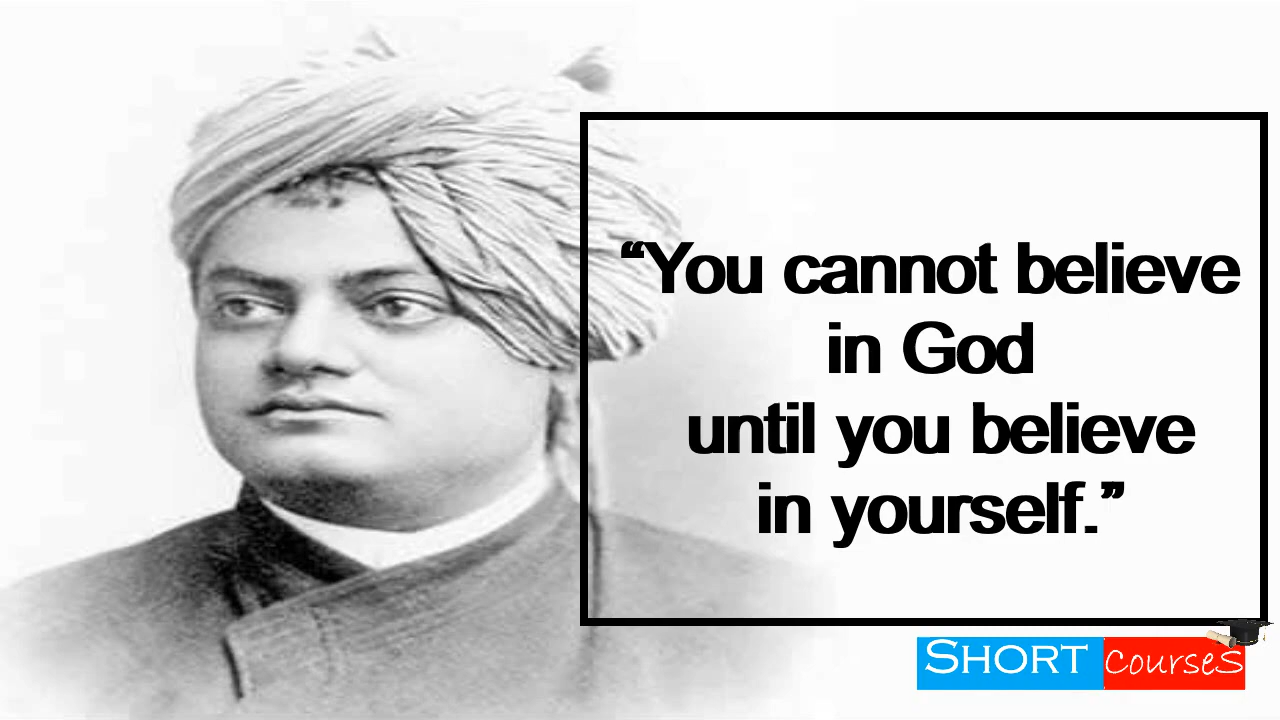 “You cannot believe
in God
until you believe
in yourself.”
SHORT CourseS